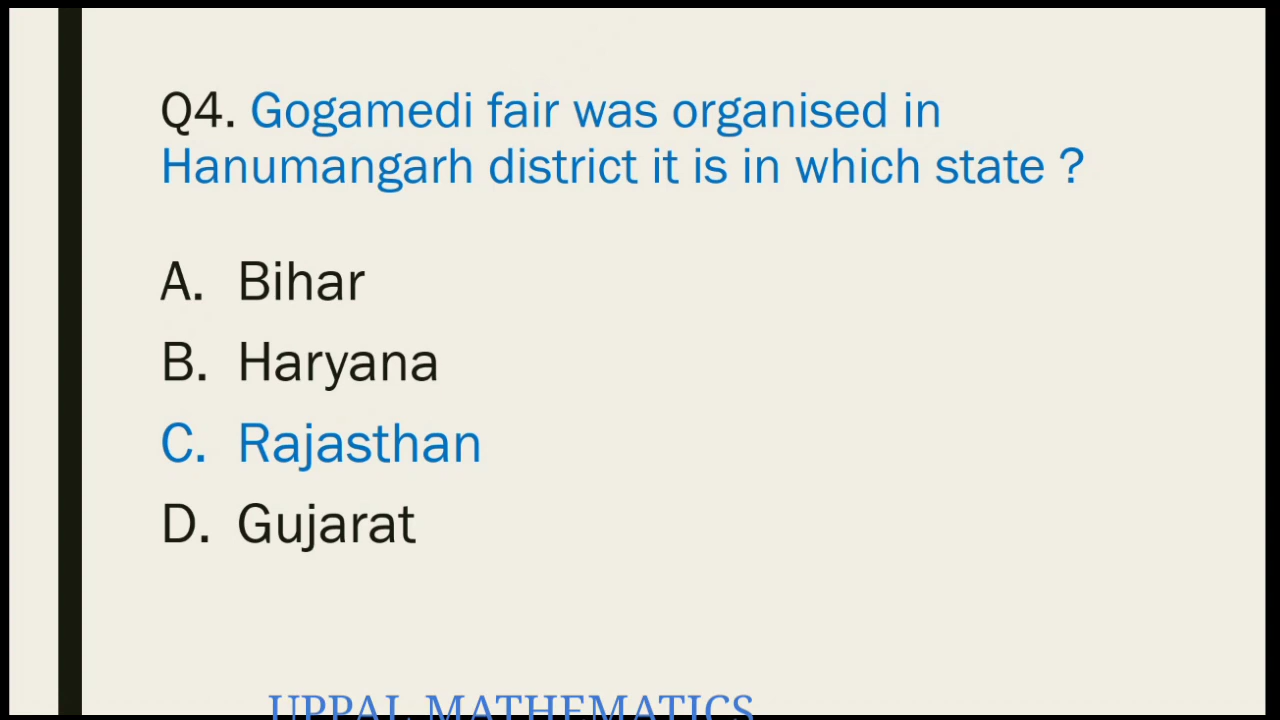 Q4. Gogamedi fair was organised in
Hanumangarh district it is in which state ?
A. Bihar
B. Haryana
C. Rajasthan
D. Gujarat
UPPAL MATHEMATICS